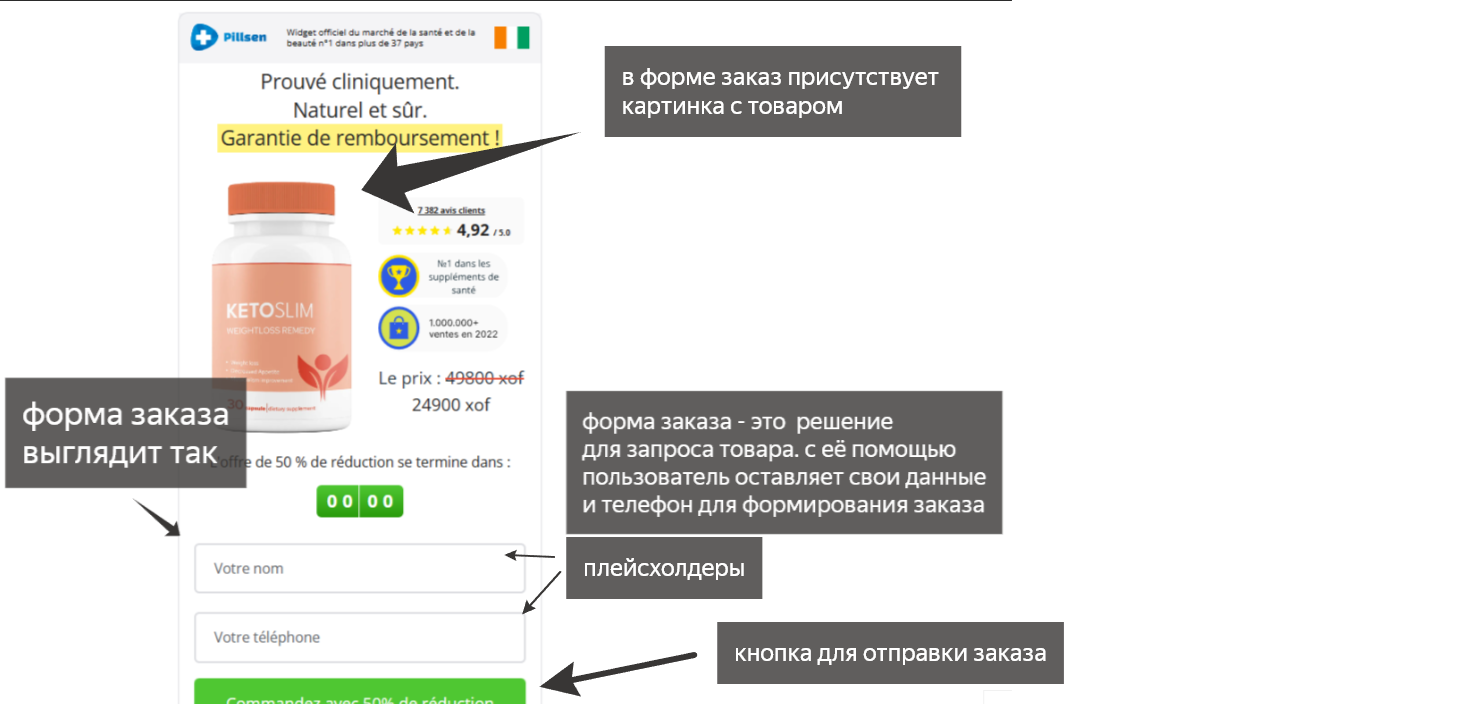 Pillsen
Widget officiel du marché de la santé et de la
beauté n°1 dans plus de 37 pays
Prouvé cliniquement.
Naturel et sûr.
Garantie de remboursement !
в форме заказ присутствует
картинка с товаром
7 382 avis clients
4,92 / 5.0
№1 dans les
suppléments de
santé
1.000.000+
ventes en 2022
KETOSLIM
WEIGHTLOSS REMEDY
Le prix : 49800 xof
24900 xof
форма заказа
выглядит так
30 capsule | dietary supplement
L'offre de 50 % de réduction se termine dans :
00 00
форма заказа - это  решение
для запроса товара. с её помощью
пользователь оставляет свои данные
и телефон для формирования заказа
плейсхолдеры
Votre nom
Votre téléphone
кнопка для отправки заказа
Commandez avec 50% de réduction